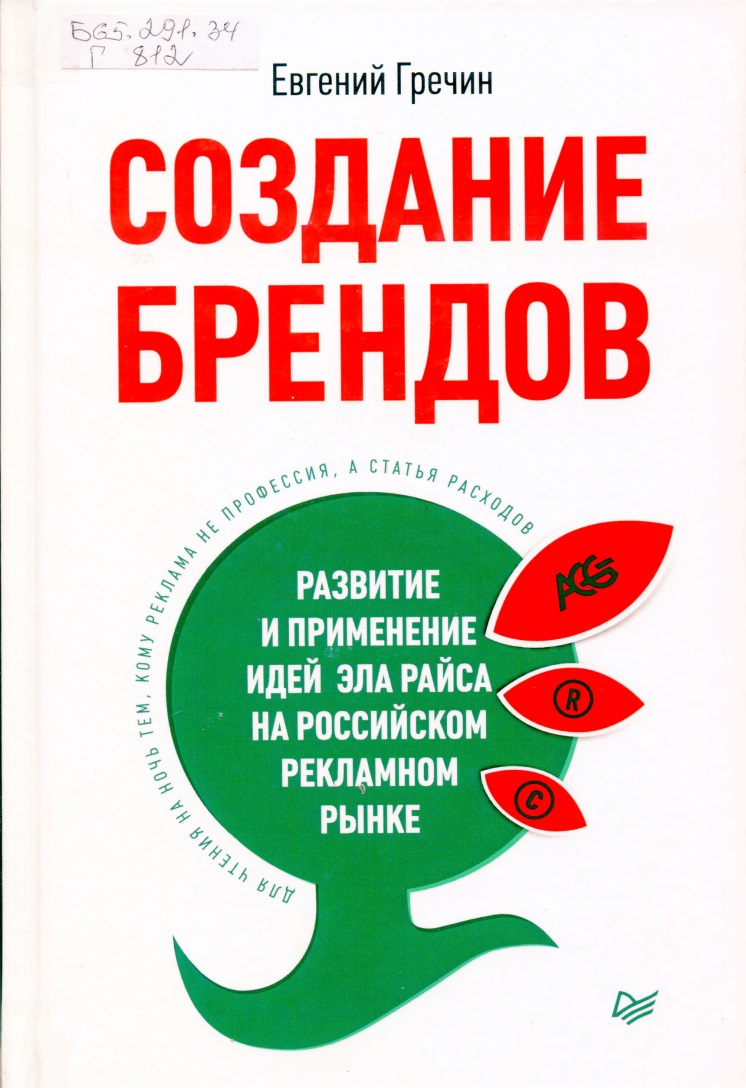 Б65.291.34
Г 812
Евгений Гречин
СОЗДАНИЕ
БРЕНДОВ
ДЛЯ ЧТЕНИЯ НА НОЧЬ ТЕМ, КОМУ РЕКЛАМА НЕ ПРОФЕССИЯ, А СТАТЬЯ РАСХОДОВ
РАЗВИТИЕ
И ПРИМЕНЕНИЕ
ИДЕЙ ЭЛА РАЙСА
НА РОССИЙСКОМ
РЕКЛАМНОМ
РЫНКЕ
ACG
®
©